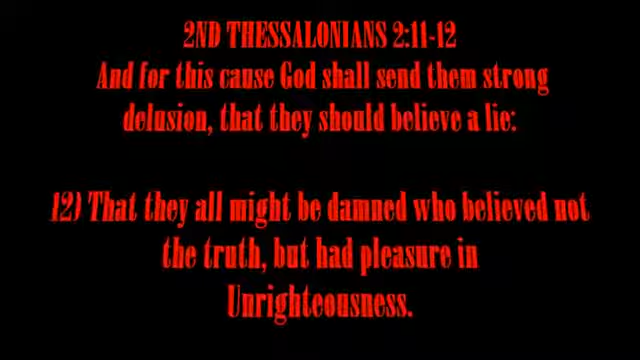 2ND THESSALONIANS 2:11-12
And for this cause God shall send them strong
delusion, that they should believe a lie:
12) That they all might be damned who believed not
the truth, but had pleasure in
Unrighteousness.